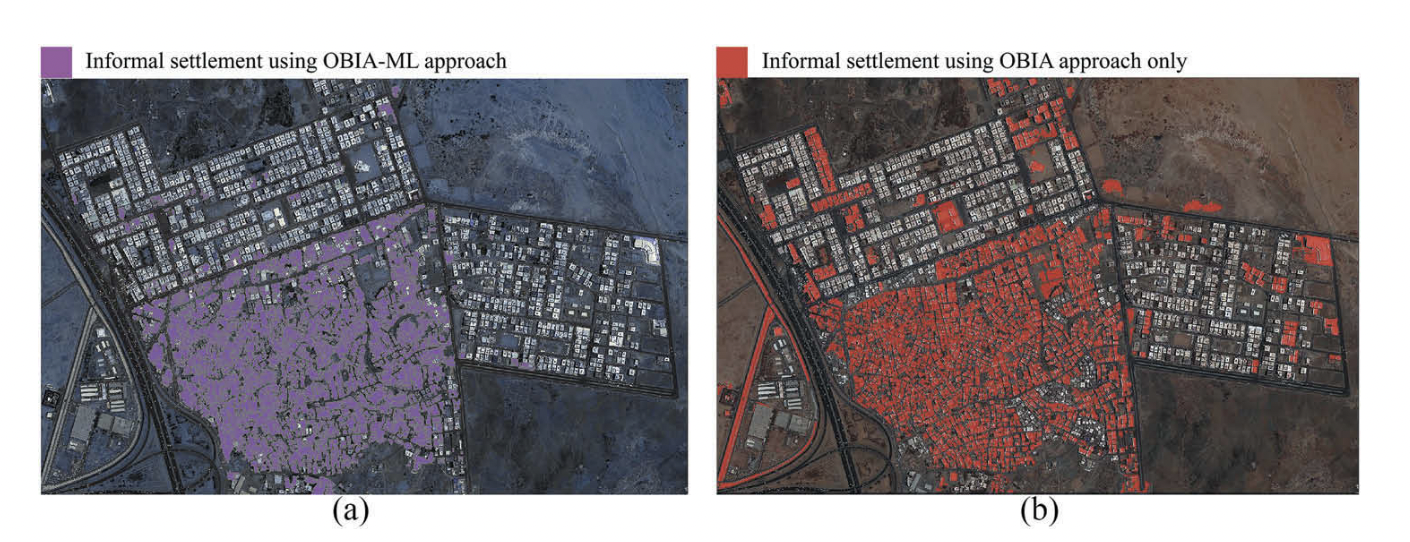 Informal settlement using OBIA-ML approach
Informal settlement using OBIA approach only
(a)
(b)